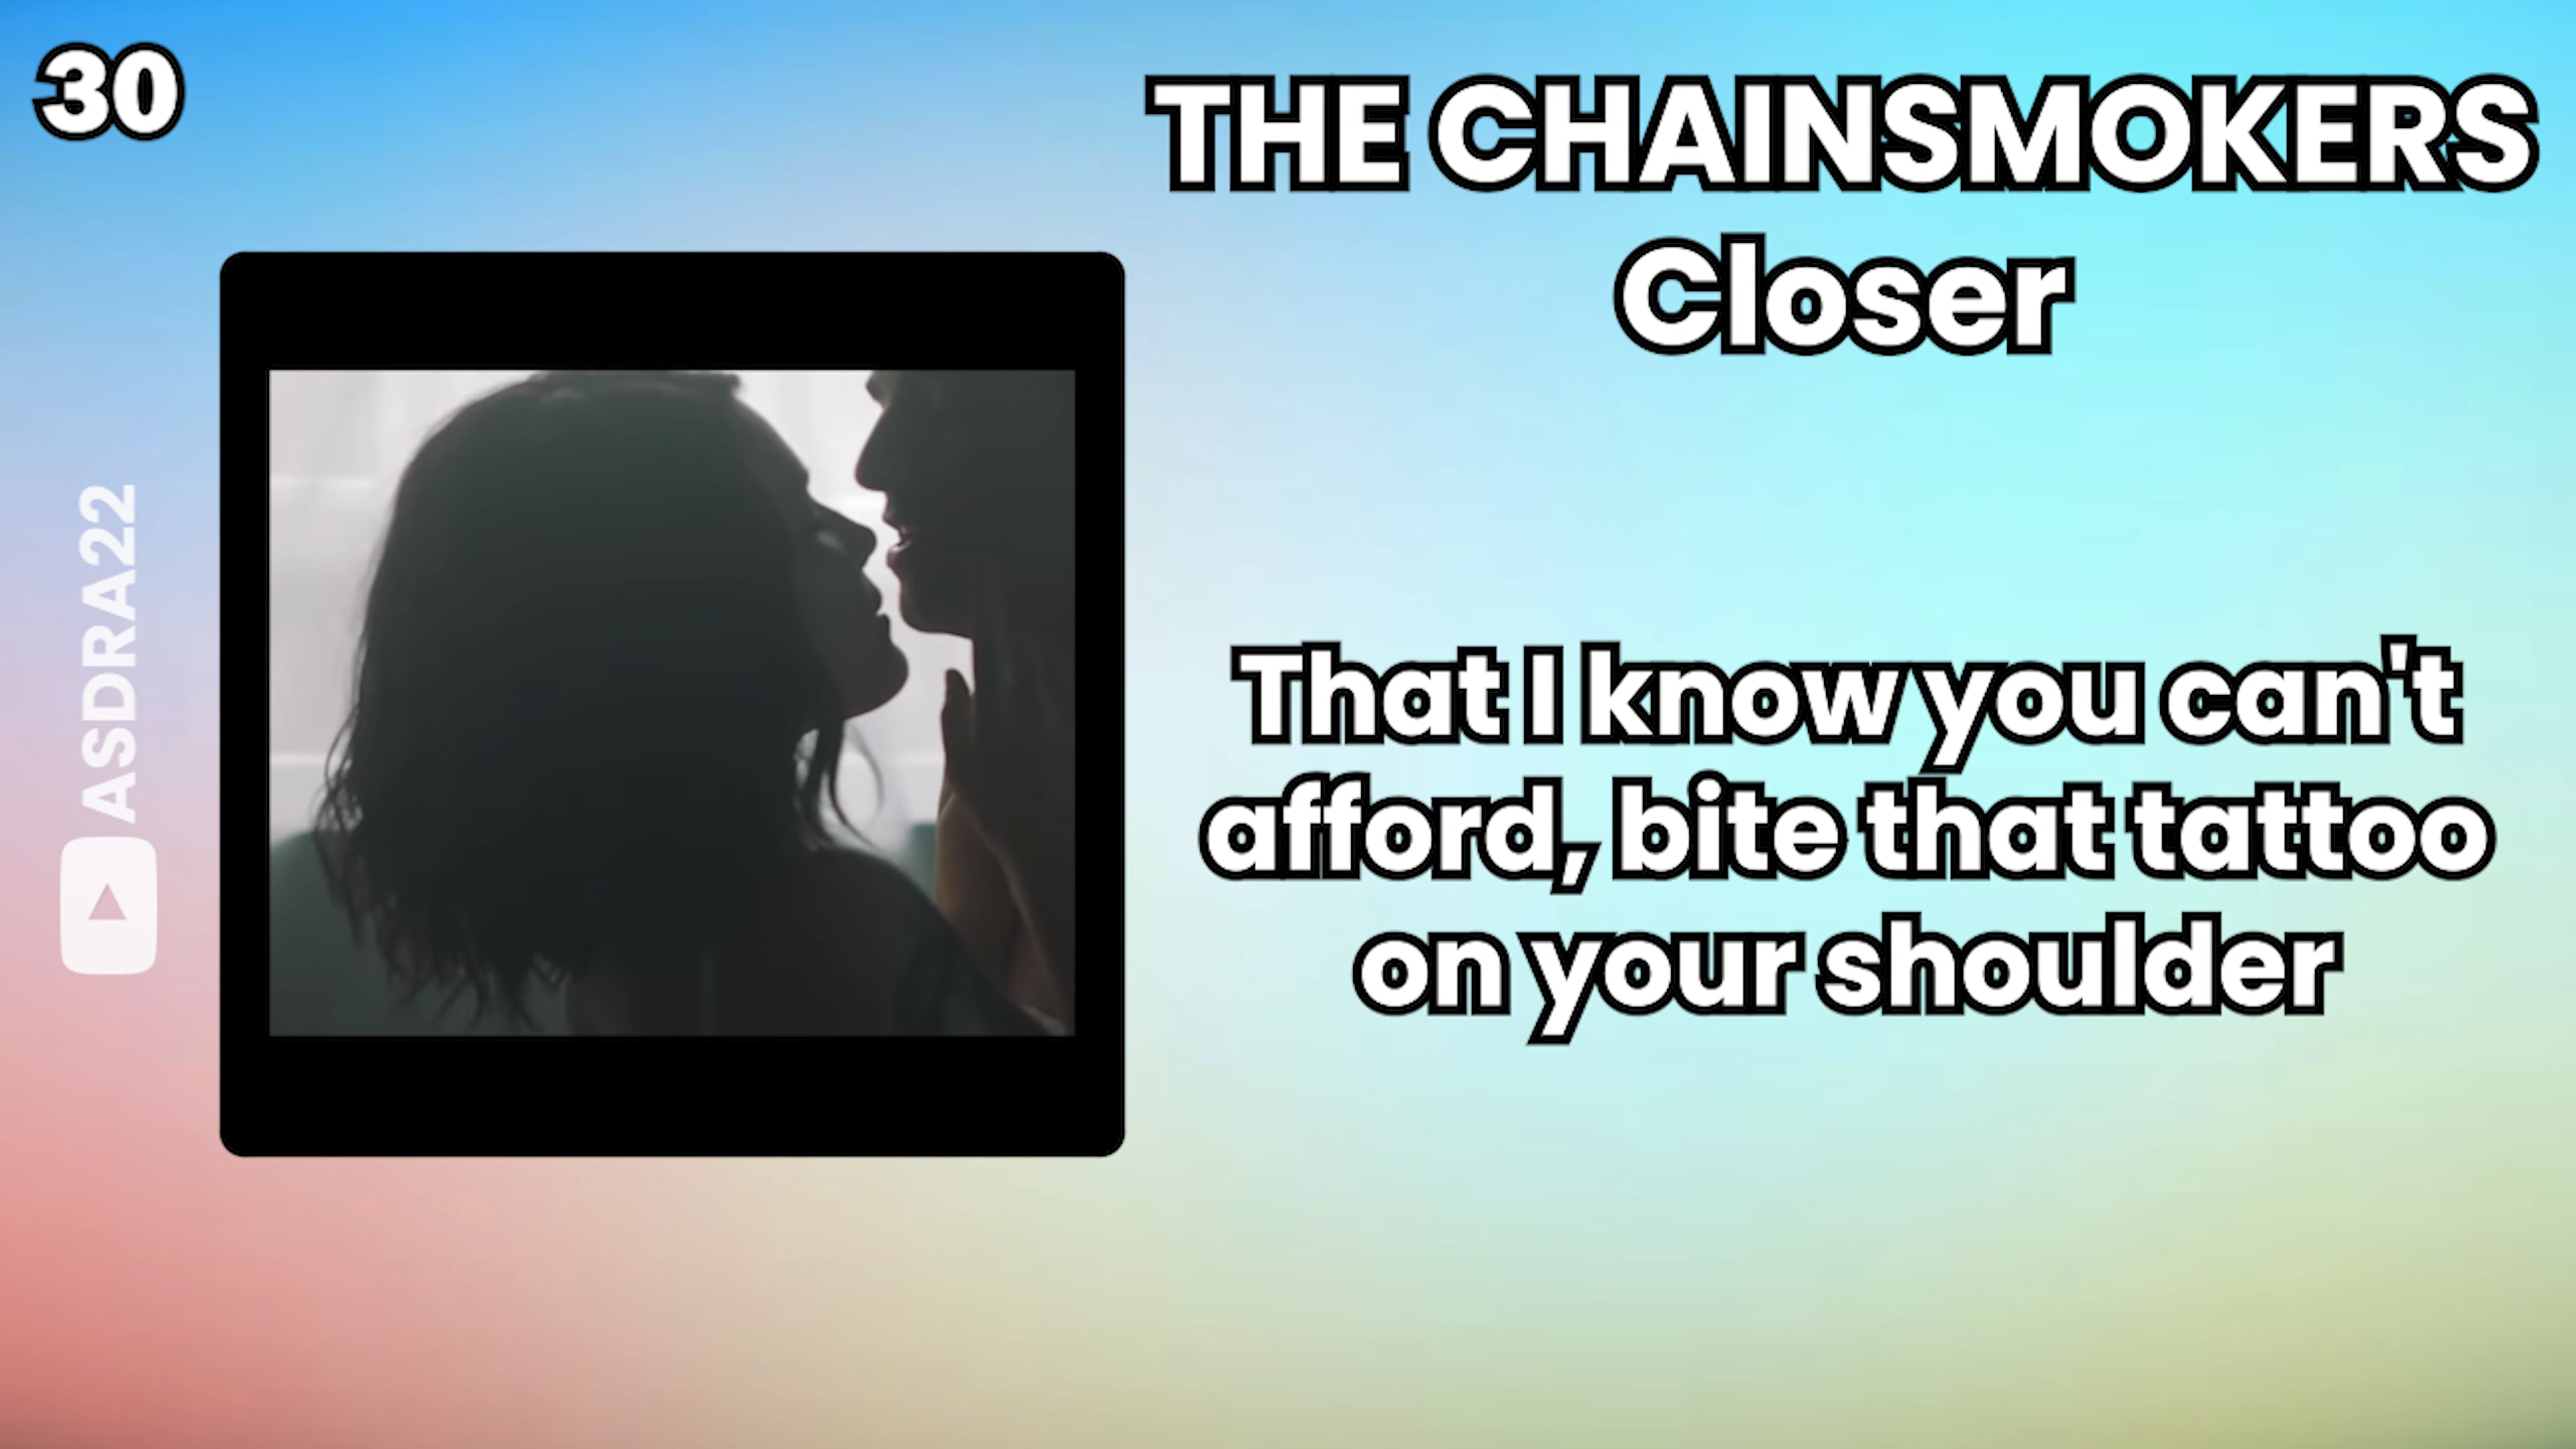 30
THE CHAINSMOKERS
Closer
ASDRA22
That I know you can't
afford, bite that tattoo
on your shoulder